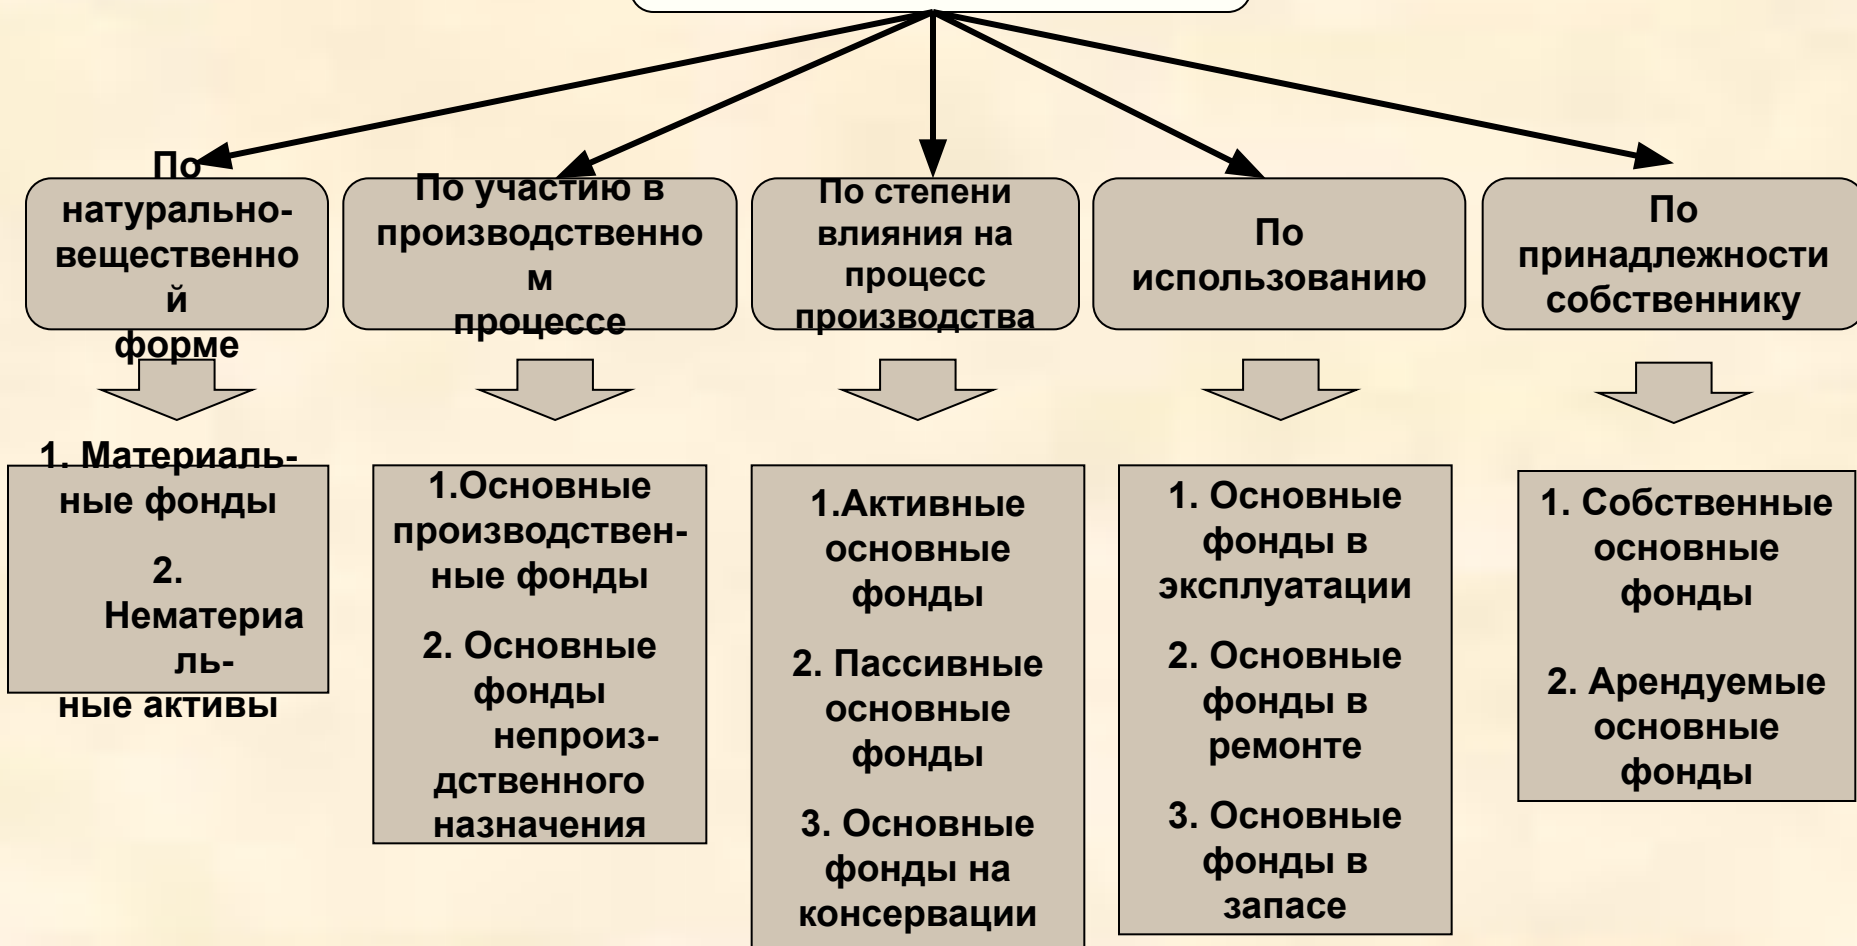 По
натурально-
вещественно
й
форме
По участию в
производственно
м
процессе
По степени
влияния на
процесс
производства
По
использованию
По
принадлежности
собственнику
1. Материаль-
ные фонды
2.
Нематериа
ль-
ные активы
1.Основные
производствен-
ные фонды
2. Основные
фонды
непроиз-
дственного
назначения
1.Активные
основные
фонды
2. Пассивные
основные
фонды
3. Основные
фонды на
консервации
1. Основные
фонды в
эксплуатации
2. Основные
фонды в
ремонте
3. Основные
фонды в
запасе
1. Собственные
основные
фонды
2. Арендуемые
основные
фонды